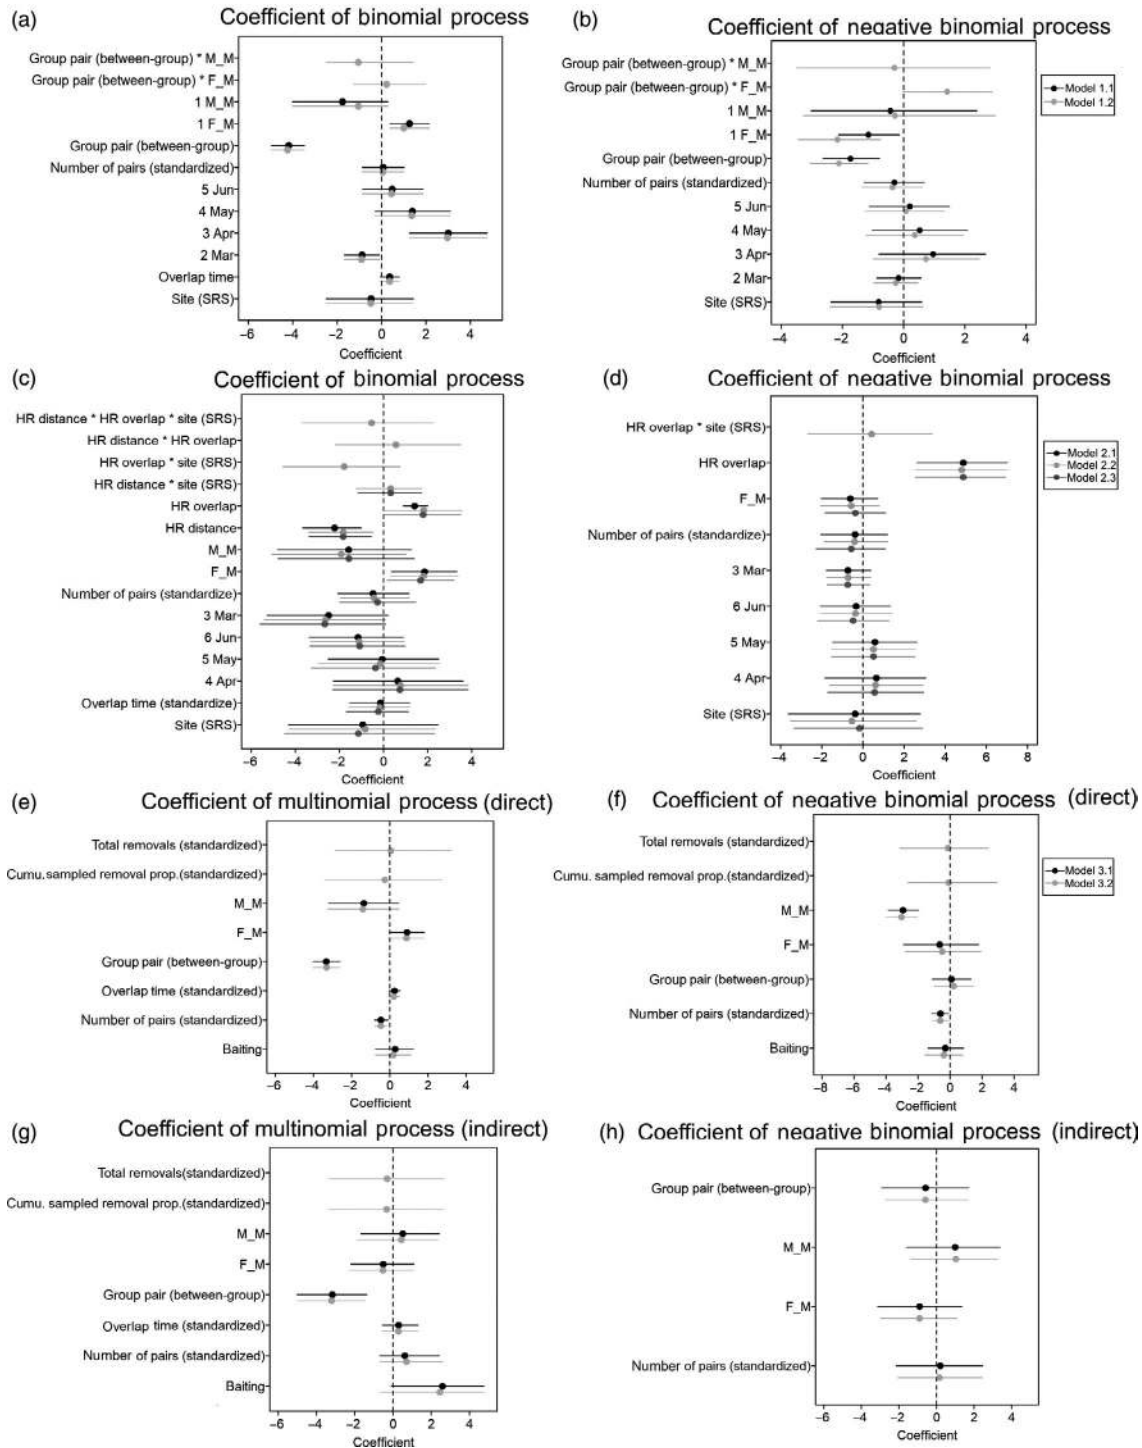 (a) Coefficient of binomial process
Group pair (between-group) * M_M
Group pair (between-group) * F_M
1 M_M
1 F_M
Group pair (between-group)
Number of pairs (standardized)
5 Jun
4 May
3 Apr
2 Mar
Overlap time
Site (SRS)
−6 −4 −2 0 2 4
Coefficient
(b) Coefficient of negative binomial process
Group pair (between-group) * M_M
Group pair (between-group) * F_M
1 M_M
1 F_M
Group pair (between-group)
Number of pairs (standardized)
5 Jun
4 May
3 Apr
2 Mar
Site (SRS)
−4 −2 0 2 4
Coefficient
Model 1.1
Model 1.2
(c) Coefficient of binomial process
HR distance * HR overlap * site (SRS)
HR distance * HR overlap
HR overlap * site (SRS)
HR distance * site (SRS)
HR overlap
HR distance
M_M
F_M
Number of pairs (standardize)
3 Mar
6 Jun
5 May
4 Apr
Overlap time (standardize)
Site (SRS)
−6 −4 −2 0 2 4
Coefficient
(d) Coefficient of negative binomial process
HR overlap * site (SRS)
HR overlap
F_M
Number of pairs (standardize)
3 Mar
6 Jun
5 May
4 Apr
Site (SRS)
−4 −2 0 2 4 6 8
Coefficient
Model 2.1
Model 2.2
Model 2.3
(e) Coefficient of multinomial process (direct)
Total removals (standardized)
Cumu. sampled removal prop.(standardized)
M_M
F_M
Group pair (between-group)
Overlap time (standardized)
Number of pairs (standardized)
Baiting
−6 −4 −2 0 2 4
Coefficient
(f) Coefficient of negative binomial process (direct)
Total removals (standardized)
Cumu. sampled removal prop.(standardized)
M_M
F_M
Group pair (between-group)
Number of pairs (standardized)
Baiting
−8 −6 −4 −2 0 2 4
Coefficient
Model 3.1
Model 3.2
(g) Coefficient of multinomial process (indirect)
Total removals(standardized)
Cumu. sampled removal prop.(standardized)
M_M
F_M
Group pair (between-group)
Overlap time (standardized)
Number of pairs (standardized)
Baiting
−6 −4 −2 0 2 4
Coefficient
(h) Coefficient of negative binomial process (indirect)
Group pair (between-group)
M_M
F_M
Number of pairs (standardized)
−6 −4 −2 0 2 4
Coefficient